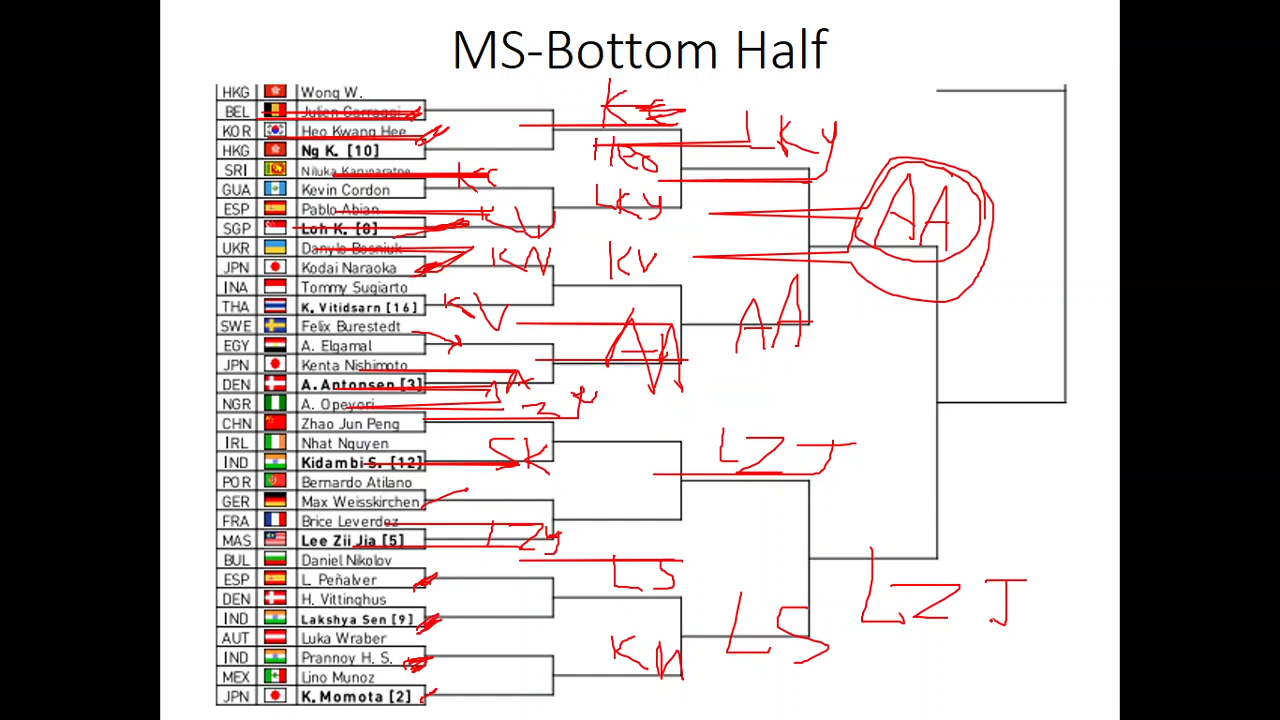 MS-Bottom Half
HKG Wong W.
BEL Julien Carraggi
KOR Heo Kwang Hee
HKG Ng K. [10]
SRI Niluka Karunaratne
GUA Kevin Cordon
ESP Pablo Abian
SGP Loh K. [8]
UKR Danylo Bosniuk
JPN Kodai Naraoka
INA Tommy Sugiarto
THA K. Vitidsarn [16]
SWE Felix Burestedt
EGY A. Elgamal
JPN Kenta Nishimoto
DEN A. Antonsen [3]
NGR A. Opeyori
CHN Zhao Jun Peng
IRL Nhat Nguyen
IND Kidambi S. [12]
POR Bernardo Atilano
GER Max Weisskirchen
FRA Brice Leverdez
MAS Lee Zii Jia [5]
BUL Daniel Nikolov
ESP L. Peñalver
DEN H. Vittinghus
IND Lakshya Sen [9]
AUT Luka Wraber
IND Prannoy H. S.
MEX Lino Munoz
JPN K. Momota [2]
KC
KN
KV
SK
LZJ
Heo
LKY
KV
AA
LS
KM
LKY
AA
LZJ
LS
AA
LZJ